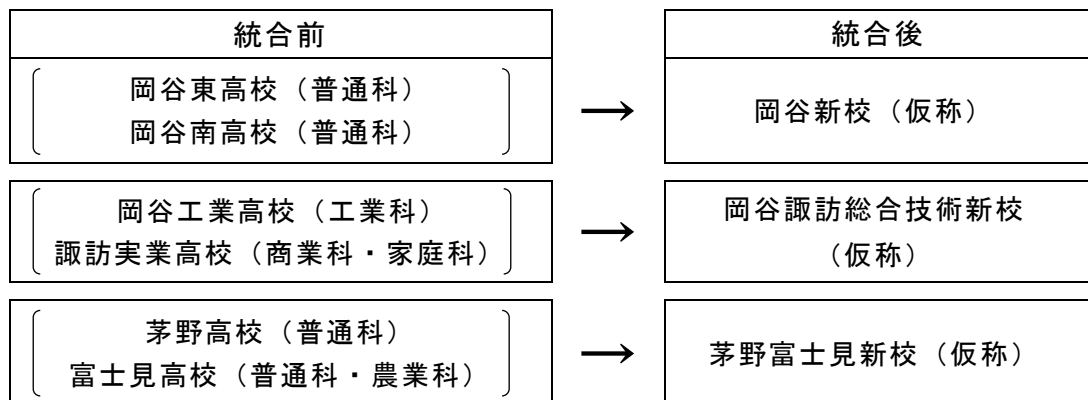 統合前
統合後
岡谷東高校（普通科）
岡谷南高校（普通科）
→
岡谷新校（仮称）
岡谷工業高校（工業科）
諏訪実業高校（商業科・家庭科）
→
岡谷諏訪総合技術新校
（仮称）
茅野高校（普通科）
富士見高校（普通科・農業科）
→
茅野富士見新校（仮称）